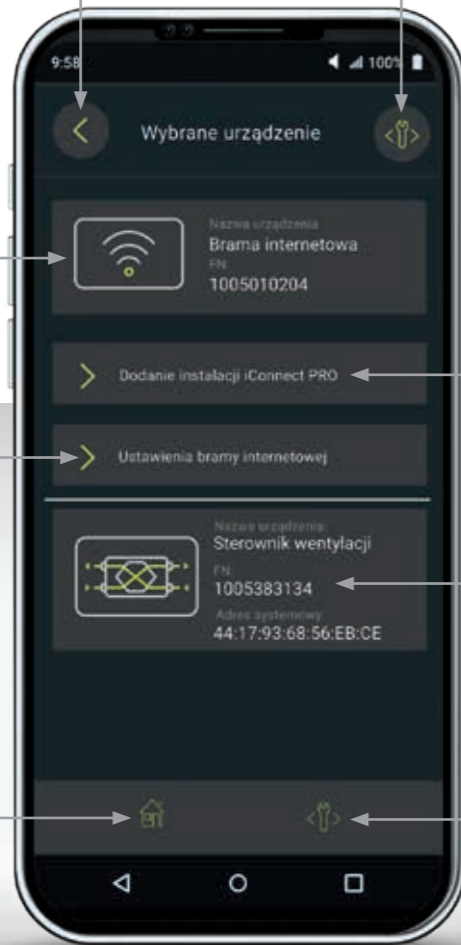 9:58
100%
Wybrane urządzenie
Nazwa urządzenia
Brama internetowa
FN
1005010204
Dodanie instalacji iConnect PRO
Ustawienia bramy internetowej
Nazwa urządzenia
Sterownik wentylacji
FN
1005383134
Adres systemowy
44:17:93:68:56:EB:CE